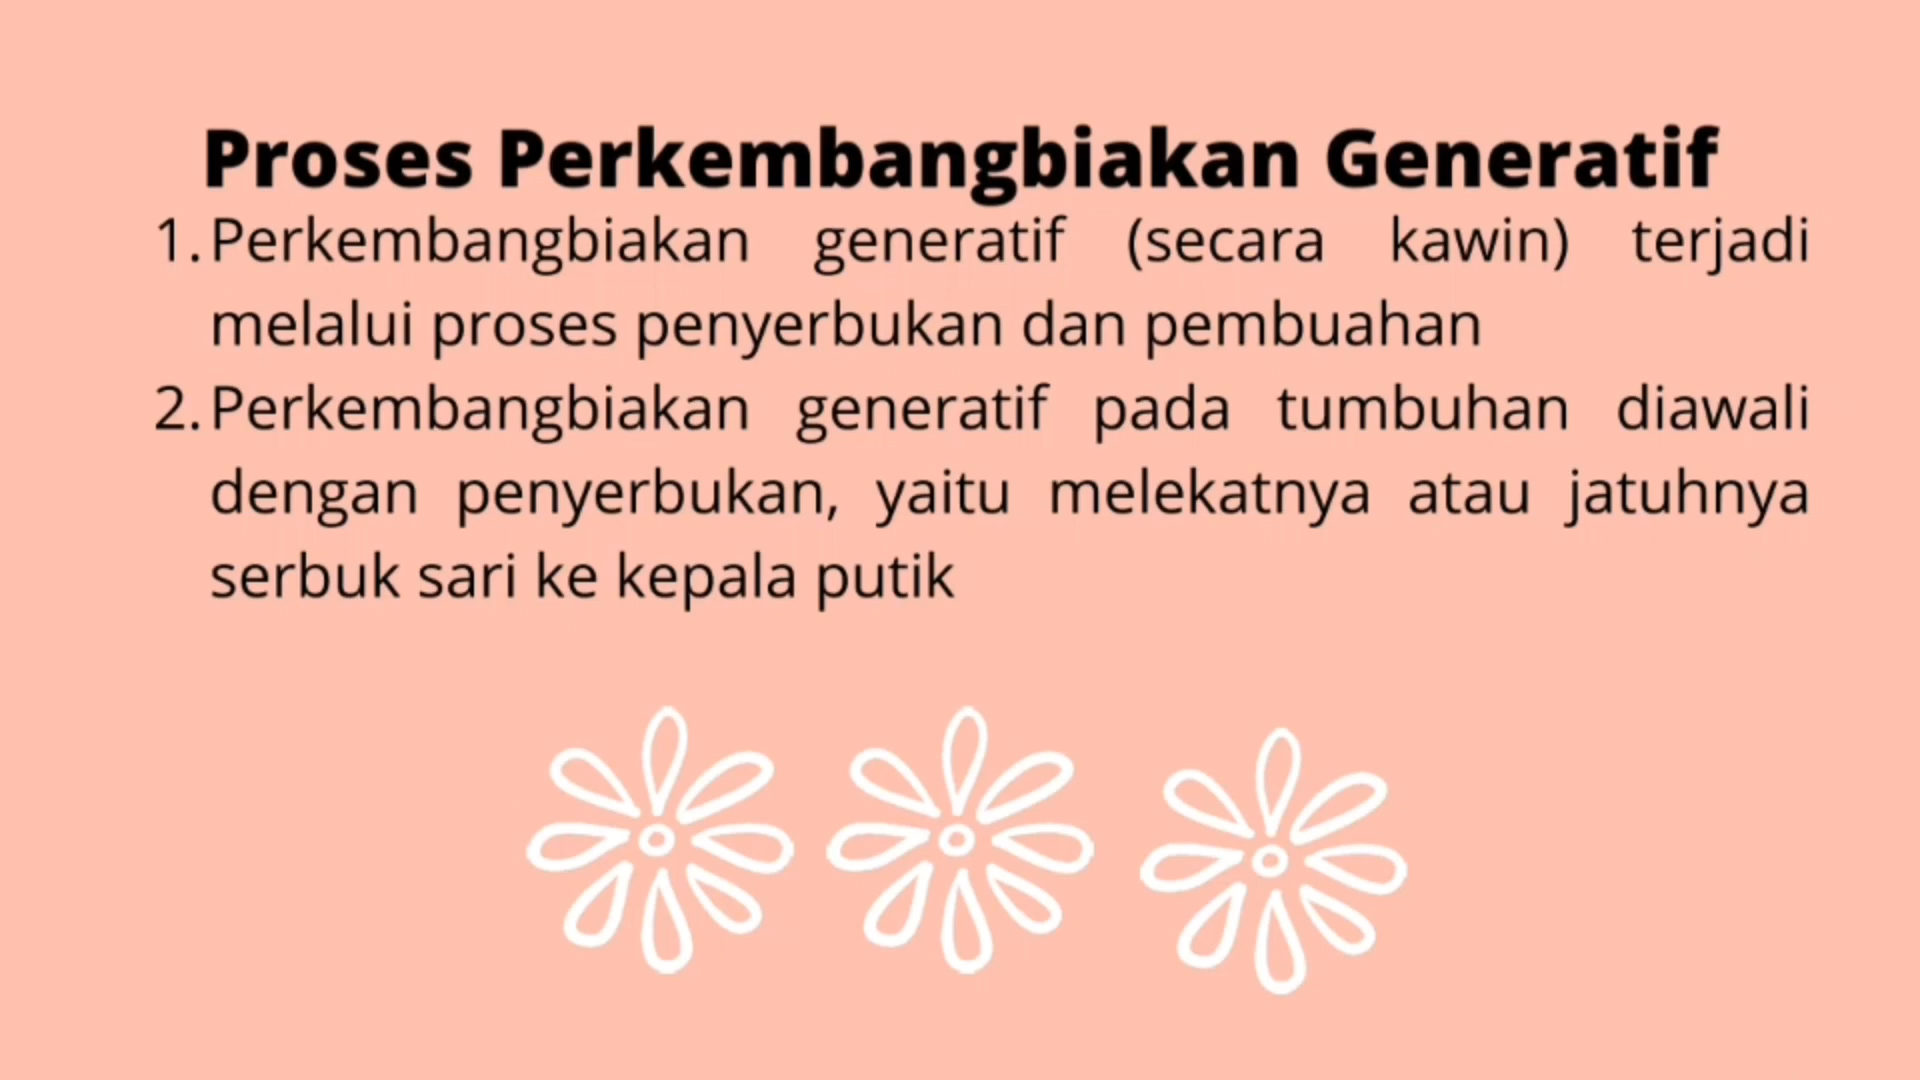 Proses Perkembangbiakan Generatif
1. Perkembangbiakan generatif (secara kawin) terjadi
melalui proses penyerbukan dan pembuahan
2. Perkembangbiakan generatif pada tumbuhan diawali
dengan penyerbukan, yaitu melekatnya atau jatuhnya
serbuk sari ke kepala putik